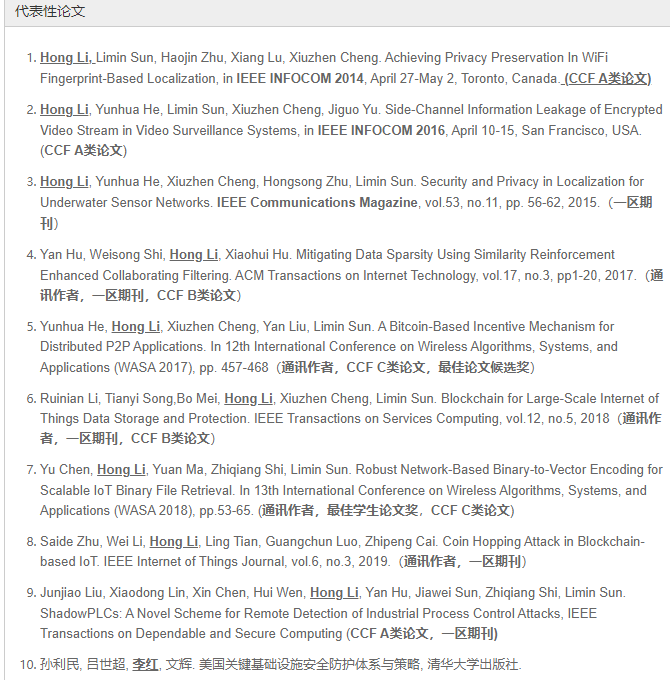 代表性论文
1. Hong Li, Limin Sun, Haojin Zhu, Xiang Lu, Xiuzhen Cheng. Achieving Privacy Preservation In WiFi
Fingerprint-Based Localization, in IEEE INFOCOM 2014, April 27-May 2, Toronto, Canada. (CCF A类论文)
2. Hong Li, Yunhua He, Limin Sun, Xiuzhen Cheng, Jiguo Yu. Side-Channel Information Leakage of Encrypted
Video Stream in Video Surveillance Systems, in IEEE INFOCOM 2016, April 10-15, San Francisco, USA.
(CCF A类论文)
3. Hong Li, Yunhua He, Xiuzhen Cheng, Hongsong Zhu, Limin Sun. Security and Privacy in Localization for
Underwater Sensor Networks. IEEE Communications Magazine, vol.53, no.11, pp. 56-62, 2015.（一区期
刊）
4. Yan Hu, Weisong Shi, Hong Li, Xiaohui Hu. Mitigating Data Sparsity Using Similarity Reinforcement
Enhanced Collaborating Filtering. ACM Transactions on Internet Technology, vol.17, no.3, pp1-20, 2017.（通
讯作者，一区期刊，CCF B类论文）
5. Yunhua He, Hong Li, Xiuzhen Cheng, Yan Liu, Limin Sun. A Bitcoin-Based Incentive Mechanism for
Distributed P2P Applications. In 12th International Conference on Wireless Algorithms, Systems, and
Applications (WASA 2017), pp. 457-468（通讯作者，CCF C类论文，最佳论文候选奖）
6. Ruinian Li, Tianyi Song,Bo Mei, Hong Li, Xiuzhen Cheng, Limin Sun. Blockchain for Large-Scale Internet of
Things Data Storage and Protection. IEEE Transactions on Services Computing, vol.12, no.5, 2018（通讯作
者，一区期刊，CCF B类论文）
7. Yu Chen, Hong Li, Yuan Ma, Zhiqiang Shi, Limin Sun. Robust Network-Based Binary-to-Vector Encoding for
Scalable IoT Binary File Retrieval. In 13th International Conference on Wireless Algorithms, Systems, and
Applications (WASA 2018), pp.53-65. (通讯作者，最佳学生论文奖，CCF C类论文)
8. Saide Zhu, Wei Li, Hong Li, Ling Tian, Guangchun Luo, Zhipeng Cai. Coin Hopping Attack in Blockchain-
based IoT. IEEE Internet of Things Journal, vol.6, no.3, 2019.（通讯作者，一区期刊）
9. Junjiao Liu, Xiaodong Lin, Xin Chen, Hui Wen, Hong Li, Yan Hu, Jiawei Sun, Zhiqiang Shi, Limin Sun.
ShadowPLCs: A Novel Scheme for Remote Detection of Industrial Process Control Attacks, IEEE
Transactions on Dependable and Secure Computing (CCF A类论文，一区期刊)
10. 孙利民, 吕世超, 李红, 文辉. 美国关键基础设施安全防护体系与策略, 清华大学出版社.